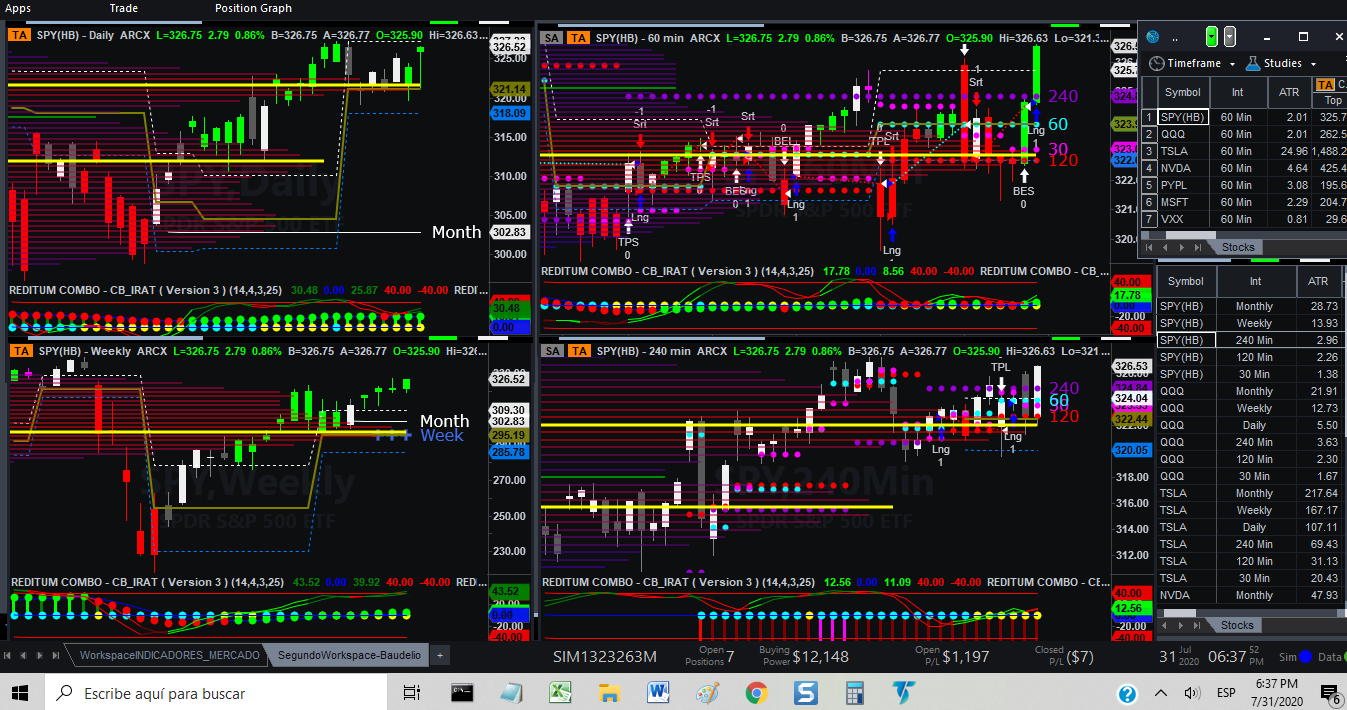 Apps Trade Position Graph
TA SPY(HB) - Daily ARCX L=326.75 2.79 0.86% B=326.75 A=326.77 O=325.90 Hi=326.63 ...
326.52
325.00
321.14
320.00
318.09
315.00
310.00
305.00
302.83
300.00
Month
SPY,Daily
SPDR S&P 500 ETF
REDITUM COMBO - CB_IRAT ( Version 3 ) (14,4,3,25) 30.48 0.00 25.87 40.00 -40.00 REDI...
30.48
0.00
SA TA SPY(HB) - 60 min ARCX L=326.75 2.79 0.86% B=326.75 A=326.77 O=325.90 Hi=326.63 Lo=321.3...
-1
Srt
-1
Srt
Srt
0
BEL
0
Srt
TPL
-1
Srt
240
60
30
120
TPS
0
Lng
TPS
BES
0
Lng
1
Lng
1
Lng
Lng
BES
0
320.
SPDR S&P 500 ETF
REDITUM COMBO - CB_IRAT ( Version 3 ) (14,4,3,25) 17.78 0.00 8.56 40.00 -40.00 REDITUM COMBO - CB_...
40.00
17.78
-20.00
40.00
TA SPY(HB) - Weekly ARCX L=326.75 2.79 0.86% B=326.75 A=326.77 O=325.90 Hi=326...
326.52
309.30
302.83
295.19
285.78
270.00
250.00
230.00
Month
Week
SPY,Weekly
SPDR S&P 500 ETF
REDITUM COMBO - CB_IRAT ( Version 3 ) (14,4,3,25) 43.52 0.00 39.92 40.00 -40.00 RED...
43.52
0.00
-20.00
40.00
SA TA SPY(HB) - 240 min ARCX L=326.75 2.79 0.86% B=326.75 A=326.77 O=325.90 Hi=326.63 Lo=321 ...
TPL
240
60
120
Lng
1
Lng
1
326.53
324.04
322.44
320.05
318.00
316.00
314.00
312.00
SPY,240Min
SPDR S&P 500 ETF
REDITUM COMBO - CB_IRAT ( Version 3 ) (14,4,3,25) 12.56 0.00 11.09 40.00 -40.00 REDITUM COMBO - CE...
40.00
12.56
-20.00
40.00
..
Timeframe Studies
Symbol Int ATR TA C.
Top
1 SPY(HB) 60 Min 2.01 325.7
2 QQQ 60 Min 2.01 262.5
3 TSLA 60 Min 24.96 1,488.2
4 NVDA 60 Min 4.64 425.4
5 PYPL 60 Min 3.08 195.6
6 MSFT 60 Min 2.29 204.7
7 VXX 60 Min 0.81 29.6
Stocks
Symbol Int ATR
SPY(HB) Monthly 28.73
SPY(HB) Weekly 13.93
SPY(HB) 240 Min 2.96
SPY(HB) 120 Min 2.26
SPY(HB) 30 Min 1.38
QQQ Monthly 21.91
QQQ Weekly 12.73
QQQ Daily 5.50
QQQ 240 Min 3.63
QQQ 120 Min 2.30
QQQ 30 Min 1.67
TSLA Monthly 217.64
TSLA Weekly 167.17
TSLA Daily 107.11
TSLA 240 Min 69.43
TSLA 120 Min 31.13
TSLA 30 Min 20.43
NVDA Monthly 47.93
Stocks
WorkspaceINDICADORES_MERCADO SegundoWorkspace-Baudelio +
SIM1323263M Open Positions 7 Buying Power $12,148 Open P/L $1,197 Closed P/L ($7) 31 Jul 2020 06:37 52 PM Sim Data
Escribe aquí para buscar
ESP
6:37 PM
7/31/2020
6